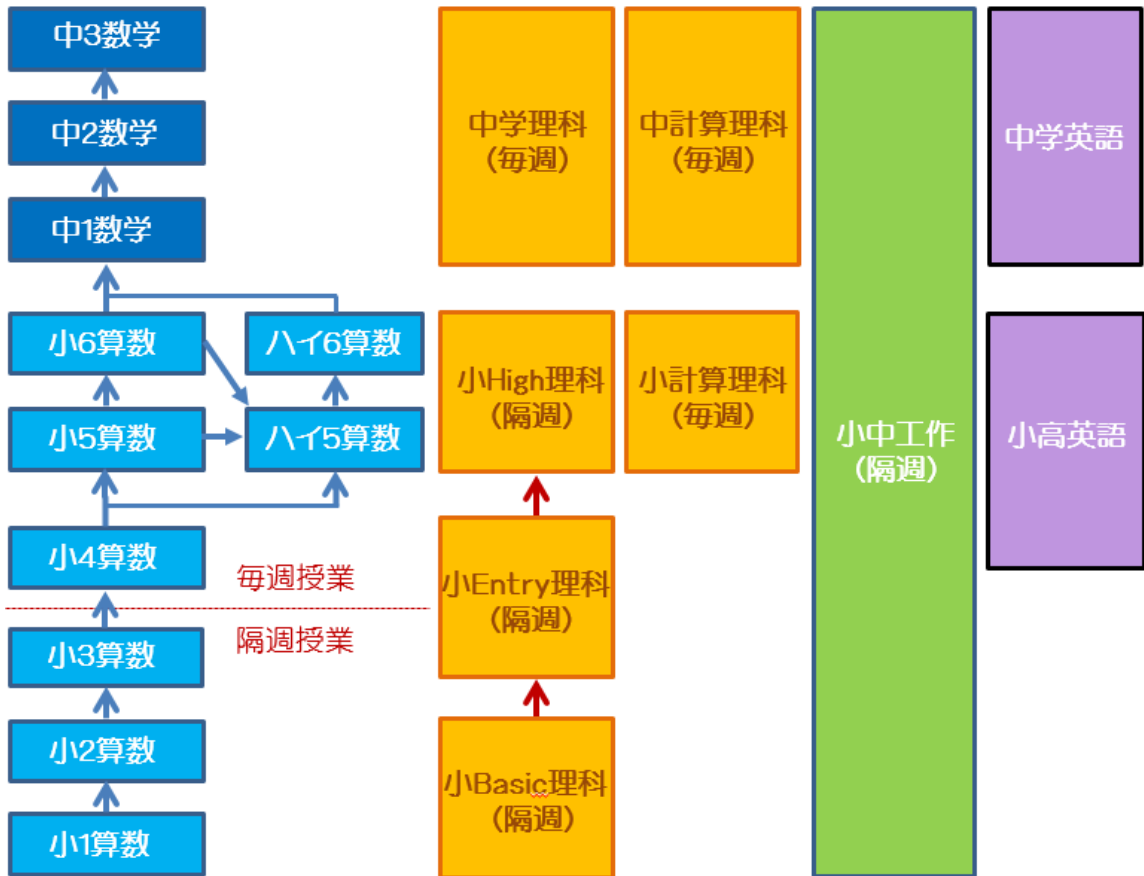 中3数学
中2数学
中1数学
小6算数
ハイ6算数
小5算数
ハイ5算数
小4算数
毎週授業
隔週授業
小3算数
小2算数
小1算数
中学理科
(毎週)
中計算理科
(毎週)
小High理科
(隔週)
小計算理科
(毎週)
小Entry理科
(隔週)
小Basic理科
(隔週)
小中工作
(隔週)
中学英語
小高英語